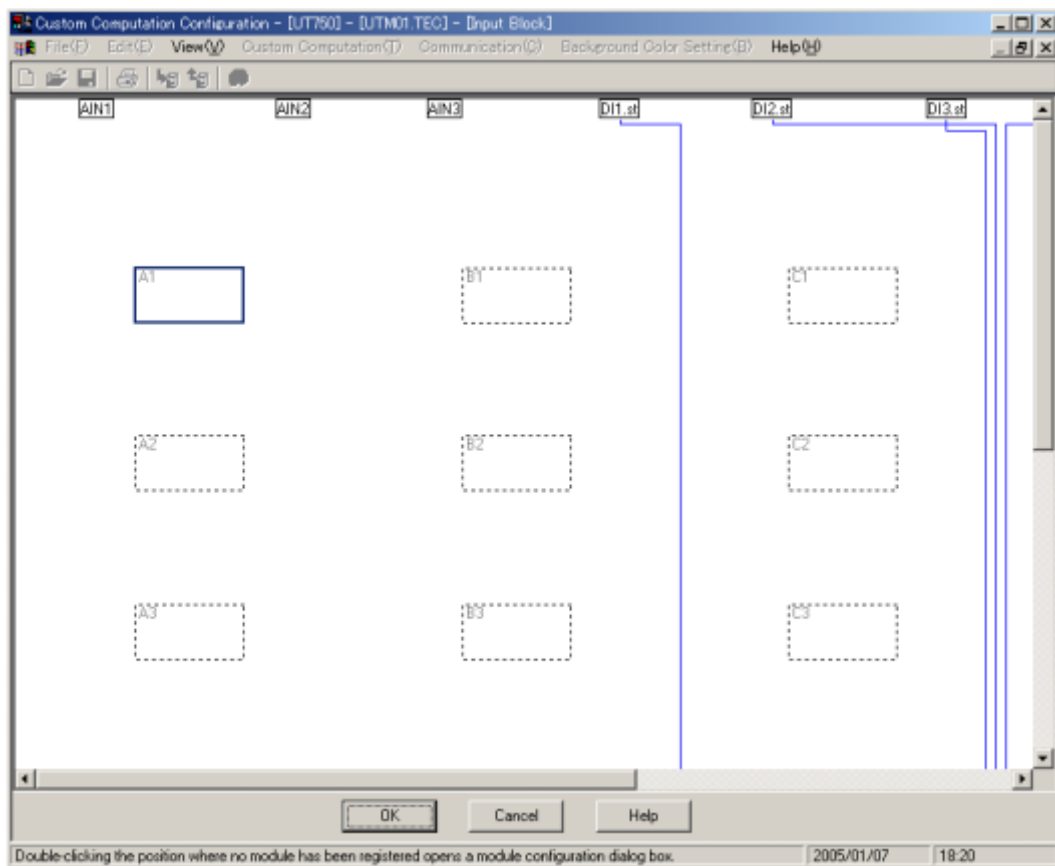 Custom Computation Configuration - [UT750] - [UTM01.TEC] - [Input Block]
File(F) Edit(E) View(V) Custom Computation(T) Communication(C) Background Color Setting(B) Help(H)
AIN1 AIN2 AIN3 DI1.st DI2.st DI3.st
A1 B1 C1
A2 B2 C2
A3 B3 C3
OK Cancel Help
Double-clicking the position where no module has been registered opens a module configuration dialog box. 2005/01/07 18:20